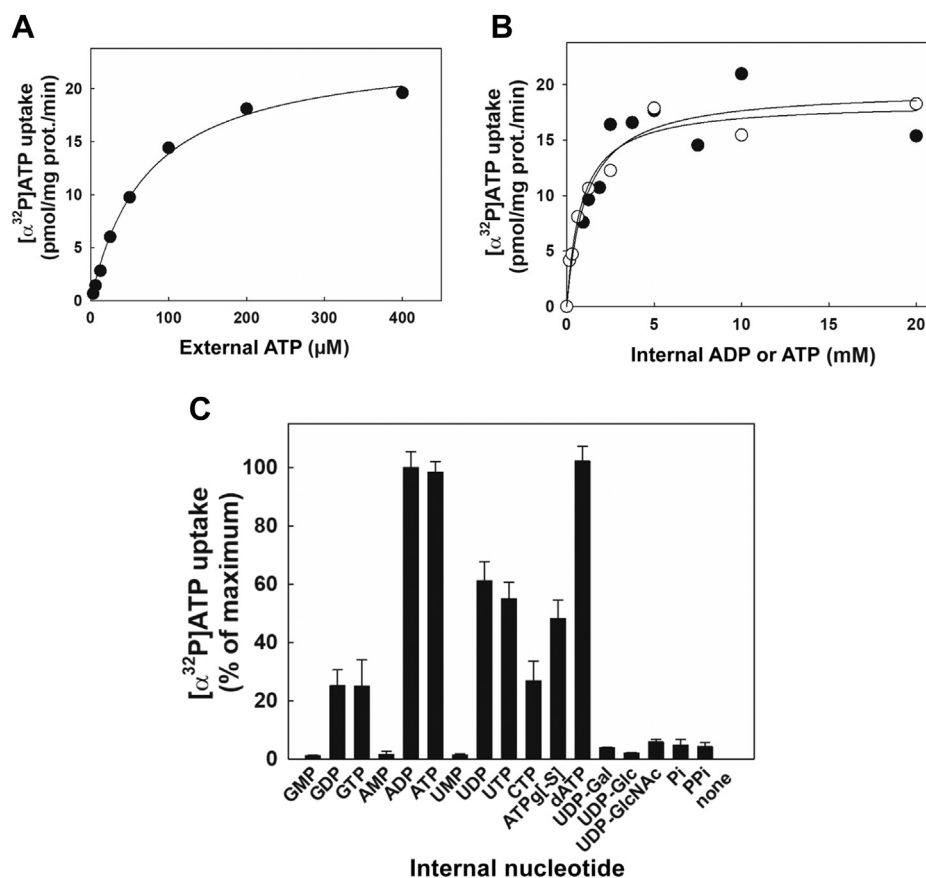 A
[α32P]ATP uptake
(pmol/mg prot./min)
20
15
10
5
0
0
100
200
300
400
External ATP (µM)
B
[α32P]ATP uptake
(pmol/mg prot./min)
20
15
10
5
0
0
5
10
15
20
Internal ADP or ATP (mM)
C
[α32P]ATP uptake
(% of maximum)
100
80
60
40
20
0
GMP
GDP
GTP
AMP
ADP
ATP
UMP
UDP
UTP
CTP
ATPgl-S]
dATP
UDP-Gal
UDP-Glc
UDP-GlcNAc
Pi
PPi
none
Internal nucleotide